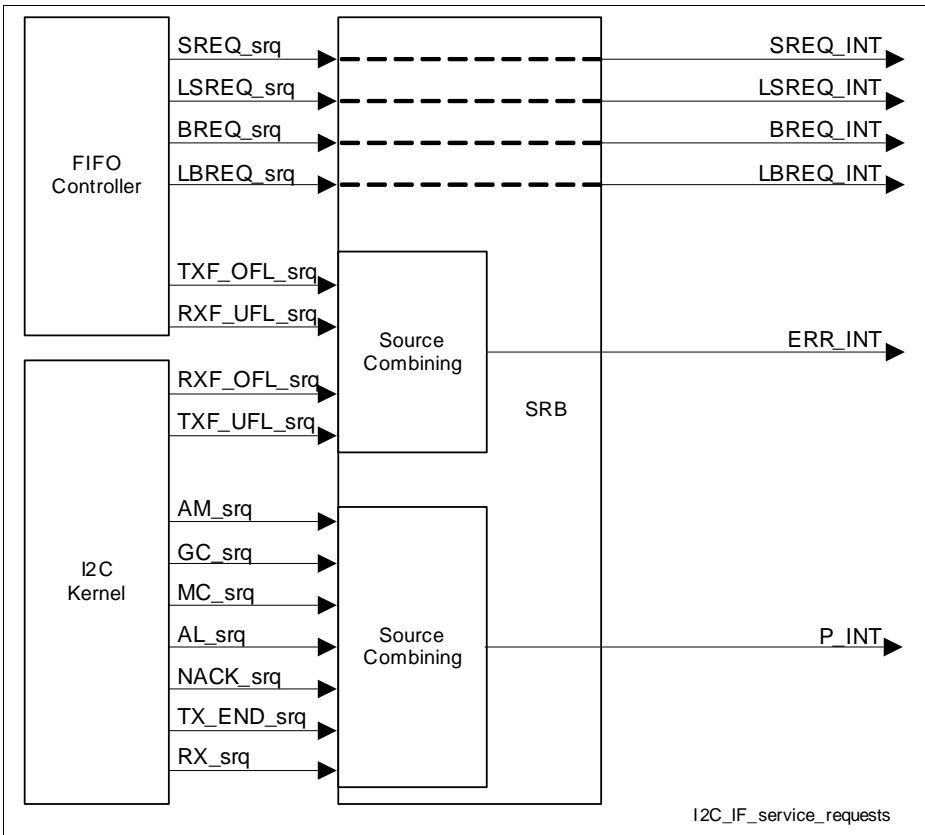 SREQ_srq
SREQ_INT
LSREQ_srq
LSREQ_INT
BREQ_srq
BREQ_INT
FIFO
Controller
LBREQ_srq
LBREQ_INT
TXF_OFL_srq
RXF_UFL_srq
Source
Combining
ERR_INT
RXF_OFL_srq
TXF_UFL_srq
SRB
AM_srq
GC_srq
I2C
Kernel
MC_srq
AL_srq
Source
Combining
P_INT
NACK_srq
TX_END_srq
RX_srq
I2C_IF_service_requests